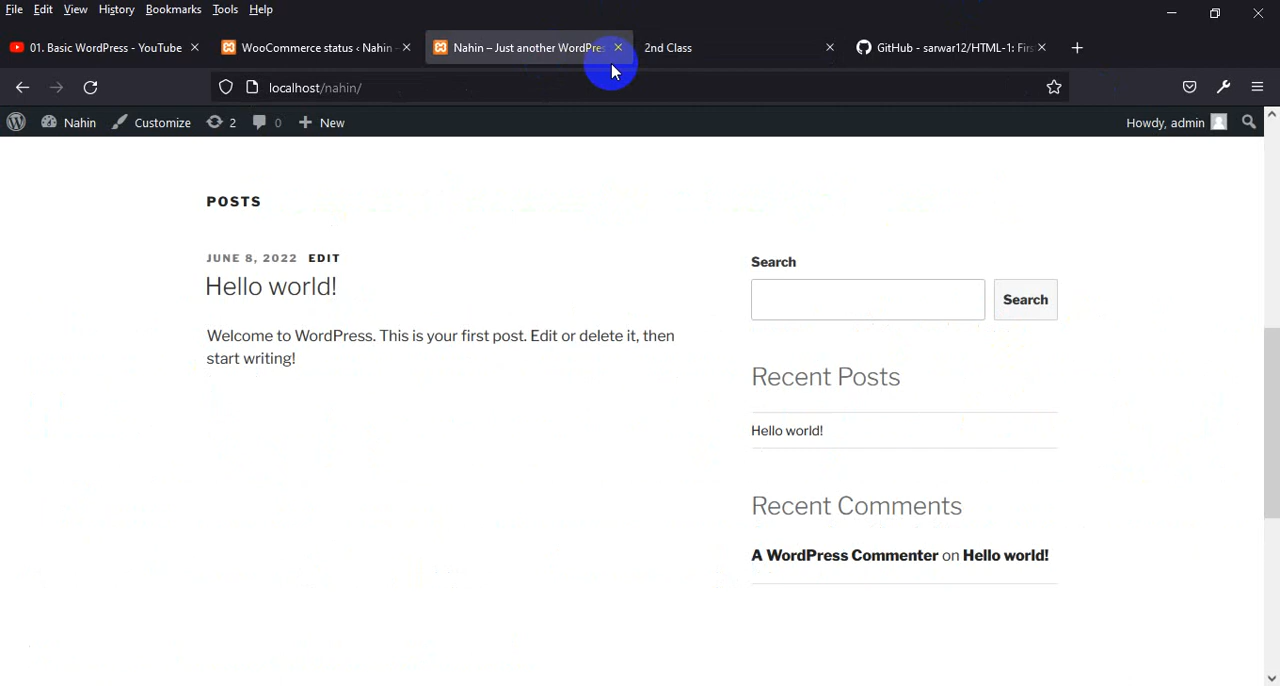 File Edit View History Bookmarks Tools Help
01. Basic WordPress - YouTube
WooCommerce status ‹ Nahin -
Nahin – Just another WordPre
2nd Class
GitHub - sarwar12/HTML-1: Firs
localhost/nahin/
Nahin Customize 2 0 New Howdy, admin
POSTS
JUNE 8, 2022 EDIT
Hello world!
Welcome to WordPress. This is your first post. Edit or delete it, then
start writing!
Search
Search
Recent Posts
Hello world!
Recent Comments
A WordPress Commenter on Hello world!